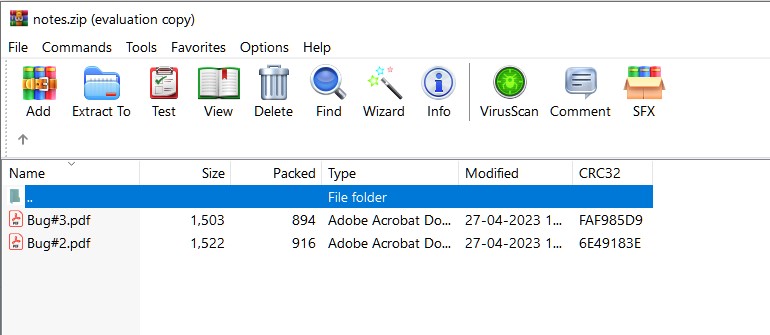 notes.zip (evaluation copy)
File Commands Tools Favorites Options Help
Add Extract To Test View Delete Find Wizard Info VirusScan Comment SFX
Name Size Packed Type Modified CRC32
.. File folder
Bug#3.pdf 1,503 894 Adobe Acrobat Do... 27-04-2023 1... FAF985D9
Bug#2.pdf 1,522 916 Adobe Acrobat Do... 27-04-2023 1... 6E49183E